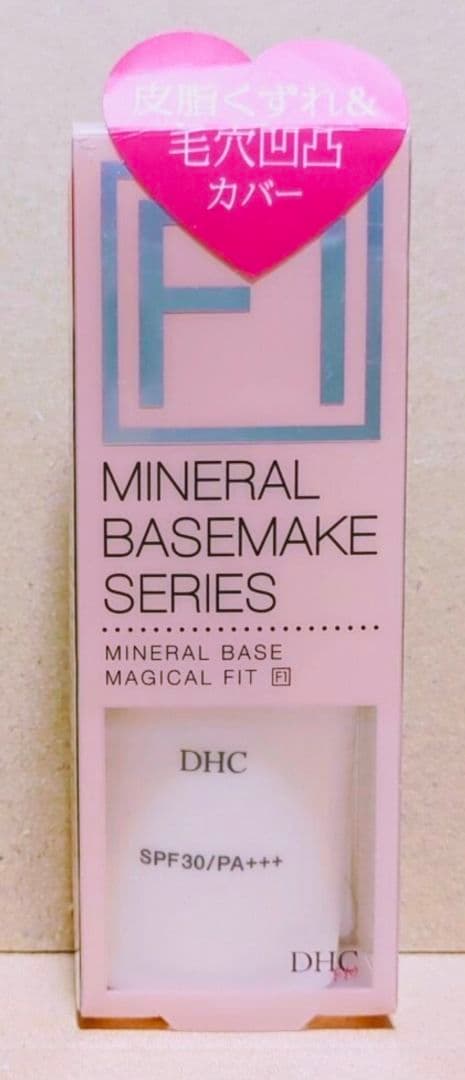 皮脂くずれ&
毛穴凹凸
カバー
F1
MINERAL
BASEMAKE
SERIES
MINERAL BASE
MAGICAL FIT F1
DHC
SPF30/PA+++
DHC